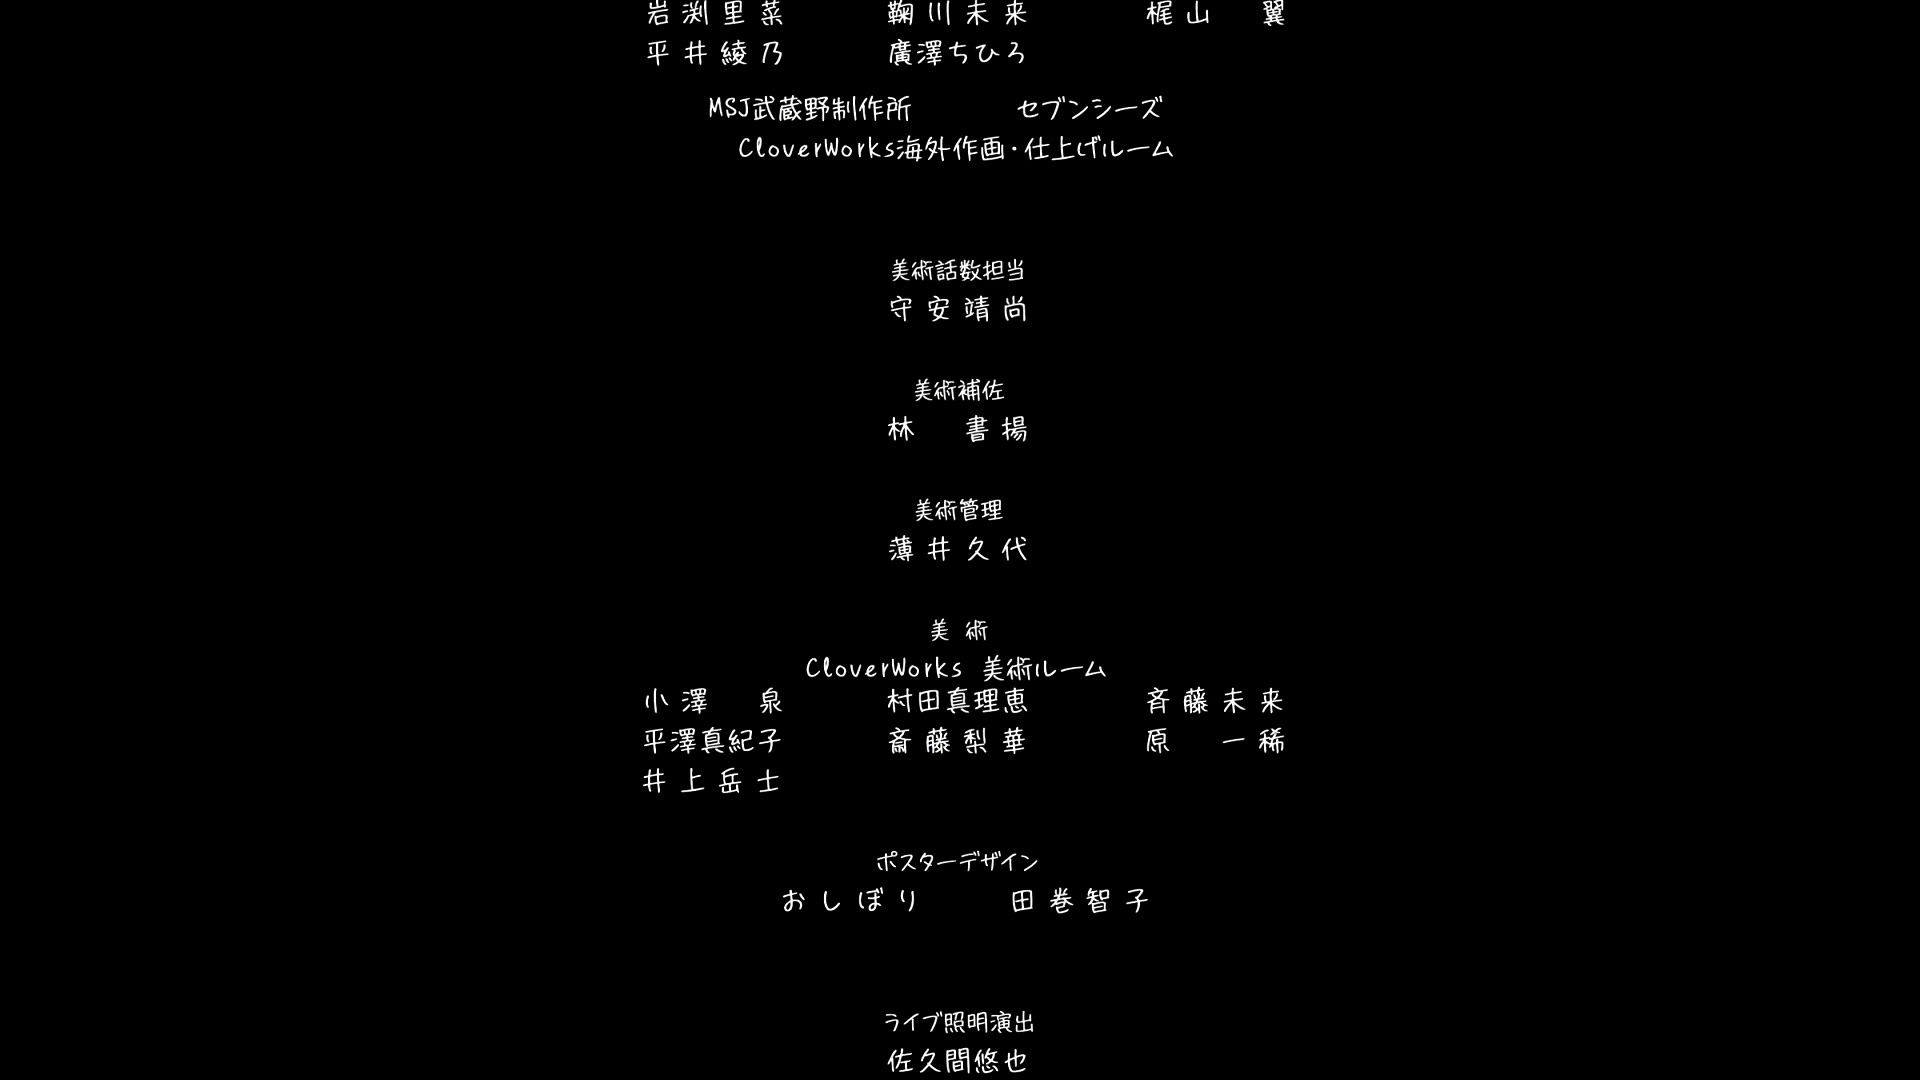 岩渕里菜 鞠川未来 梶山 翼
平井綾乃 廣澤ちひろ
MSJ武蔵野制作所 セブンシーズ
CloverWorks海外作画・仕上げルーム
美術話数担当
守安靖尚
美術補佐
林 書揚
美術管理
薄井久代
美術
CloverWorks 美術ルーム
小澤 泉 村田真理恵 斉藤未来
平澤真紀子 斎藤梨華 原 一稀
井上岳士
ポスターデザイン
おしぼり 田巻智子
ライブ照明演出
佐久間悠也